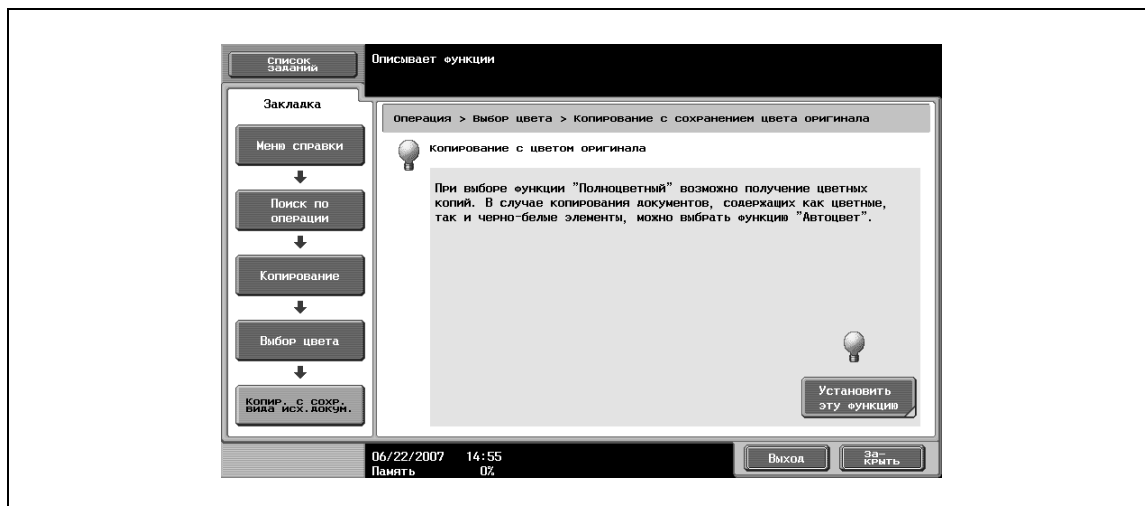 Список
заданий
Описывает функции
Закладка
Меню справки
Поиск по
операции
Копирование
Выбор цвета
Копир. с сохр.
вида исх.докум.
Операция > Выбор цвета > Копирование с сохранением цвета оригинала
Копирование с цветом оригинала
При выборе функции "Полноцветный" возможно получение цветных
копий. В случае копирования документов, содержащих как цветные,
так и черно-белые элементы, можно выбрать функцию "Автоцвет".
Установить
эту функцию
06/22/2007 14:55
Память 0%
Выход
За-
крыть